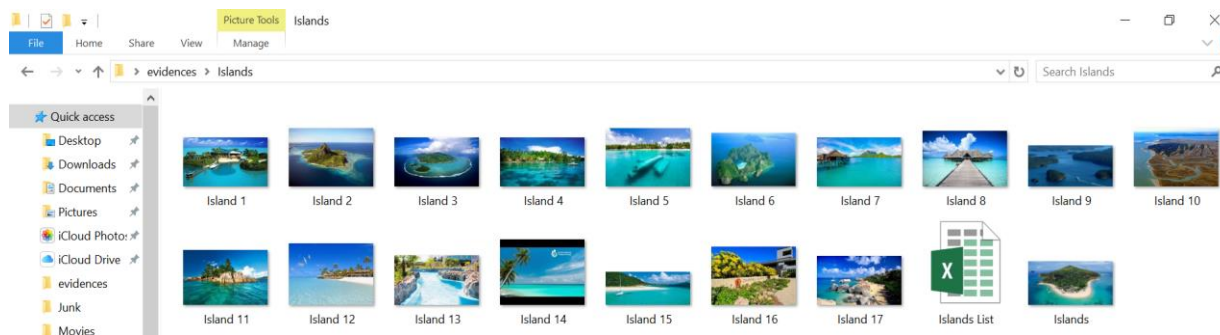 Picture Tools Islands
File Home Share View Manage
evidences Islands Search Islands
Quick access
Desktop
Downloads
Documents
Pictures
iCloud Photo:
iCloud Drive
evidences
Junk
Movies
Island 1 Island 2 Island 3 Island 4 Island 5 Island 6 Island 7 Island 8 Island 9 Island 10
X
Island 11 Island 12 Island 13 Island 14 Island 15 Island 16 Island 17 Islands List Islands